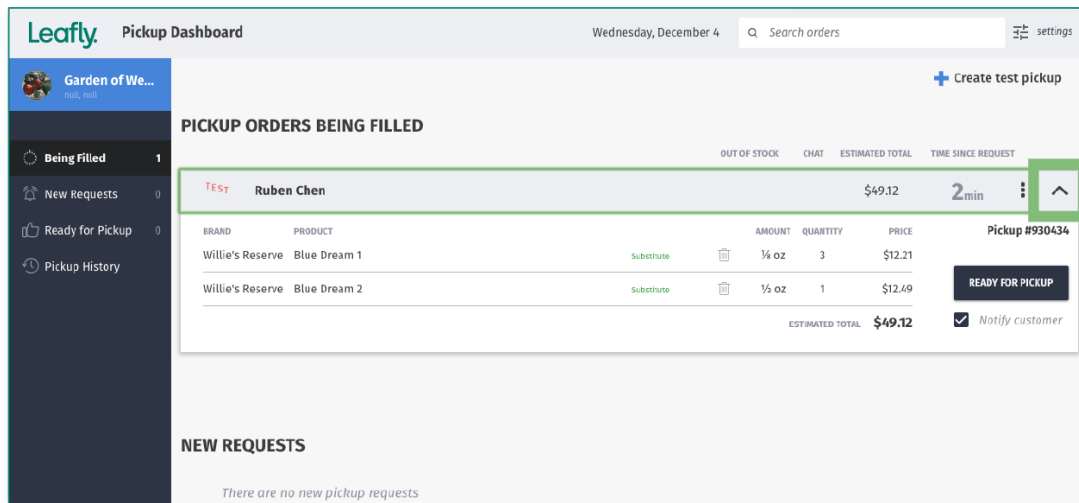 Leafly. Pickup Dashboard Wednesday, December 4 Search orders settings
Garden of We...
null, null
Create test pickup
PICKUP ORDERS BEING FILLED
Being Filled 1
New Requests 0
Ready for Pickup 0
Pickup History
OUT OF STOCK CHAT ESTIMATED TOTAL TIME SINCE REQUEST
TEST Ruben Chen $49.12 2min
BRAND PRODUCT AMOUNT QUANTITY PRICE Pickup #930434
Willie's Reserve Blue Dream 1 Substitute ⅛ oz 3 $12.21
Willie's Reserve Blue Dream 2 Substitute ½ oz 1 $12.49
READY FOR PICKUP
ESTIMATED TOTAL $49.12 Notify customer
NEW REQUESTS
There are no new pickup requests